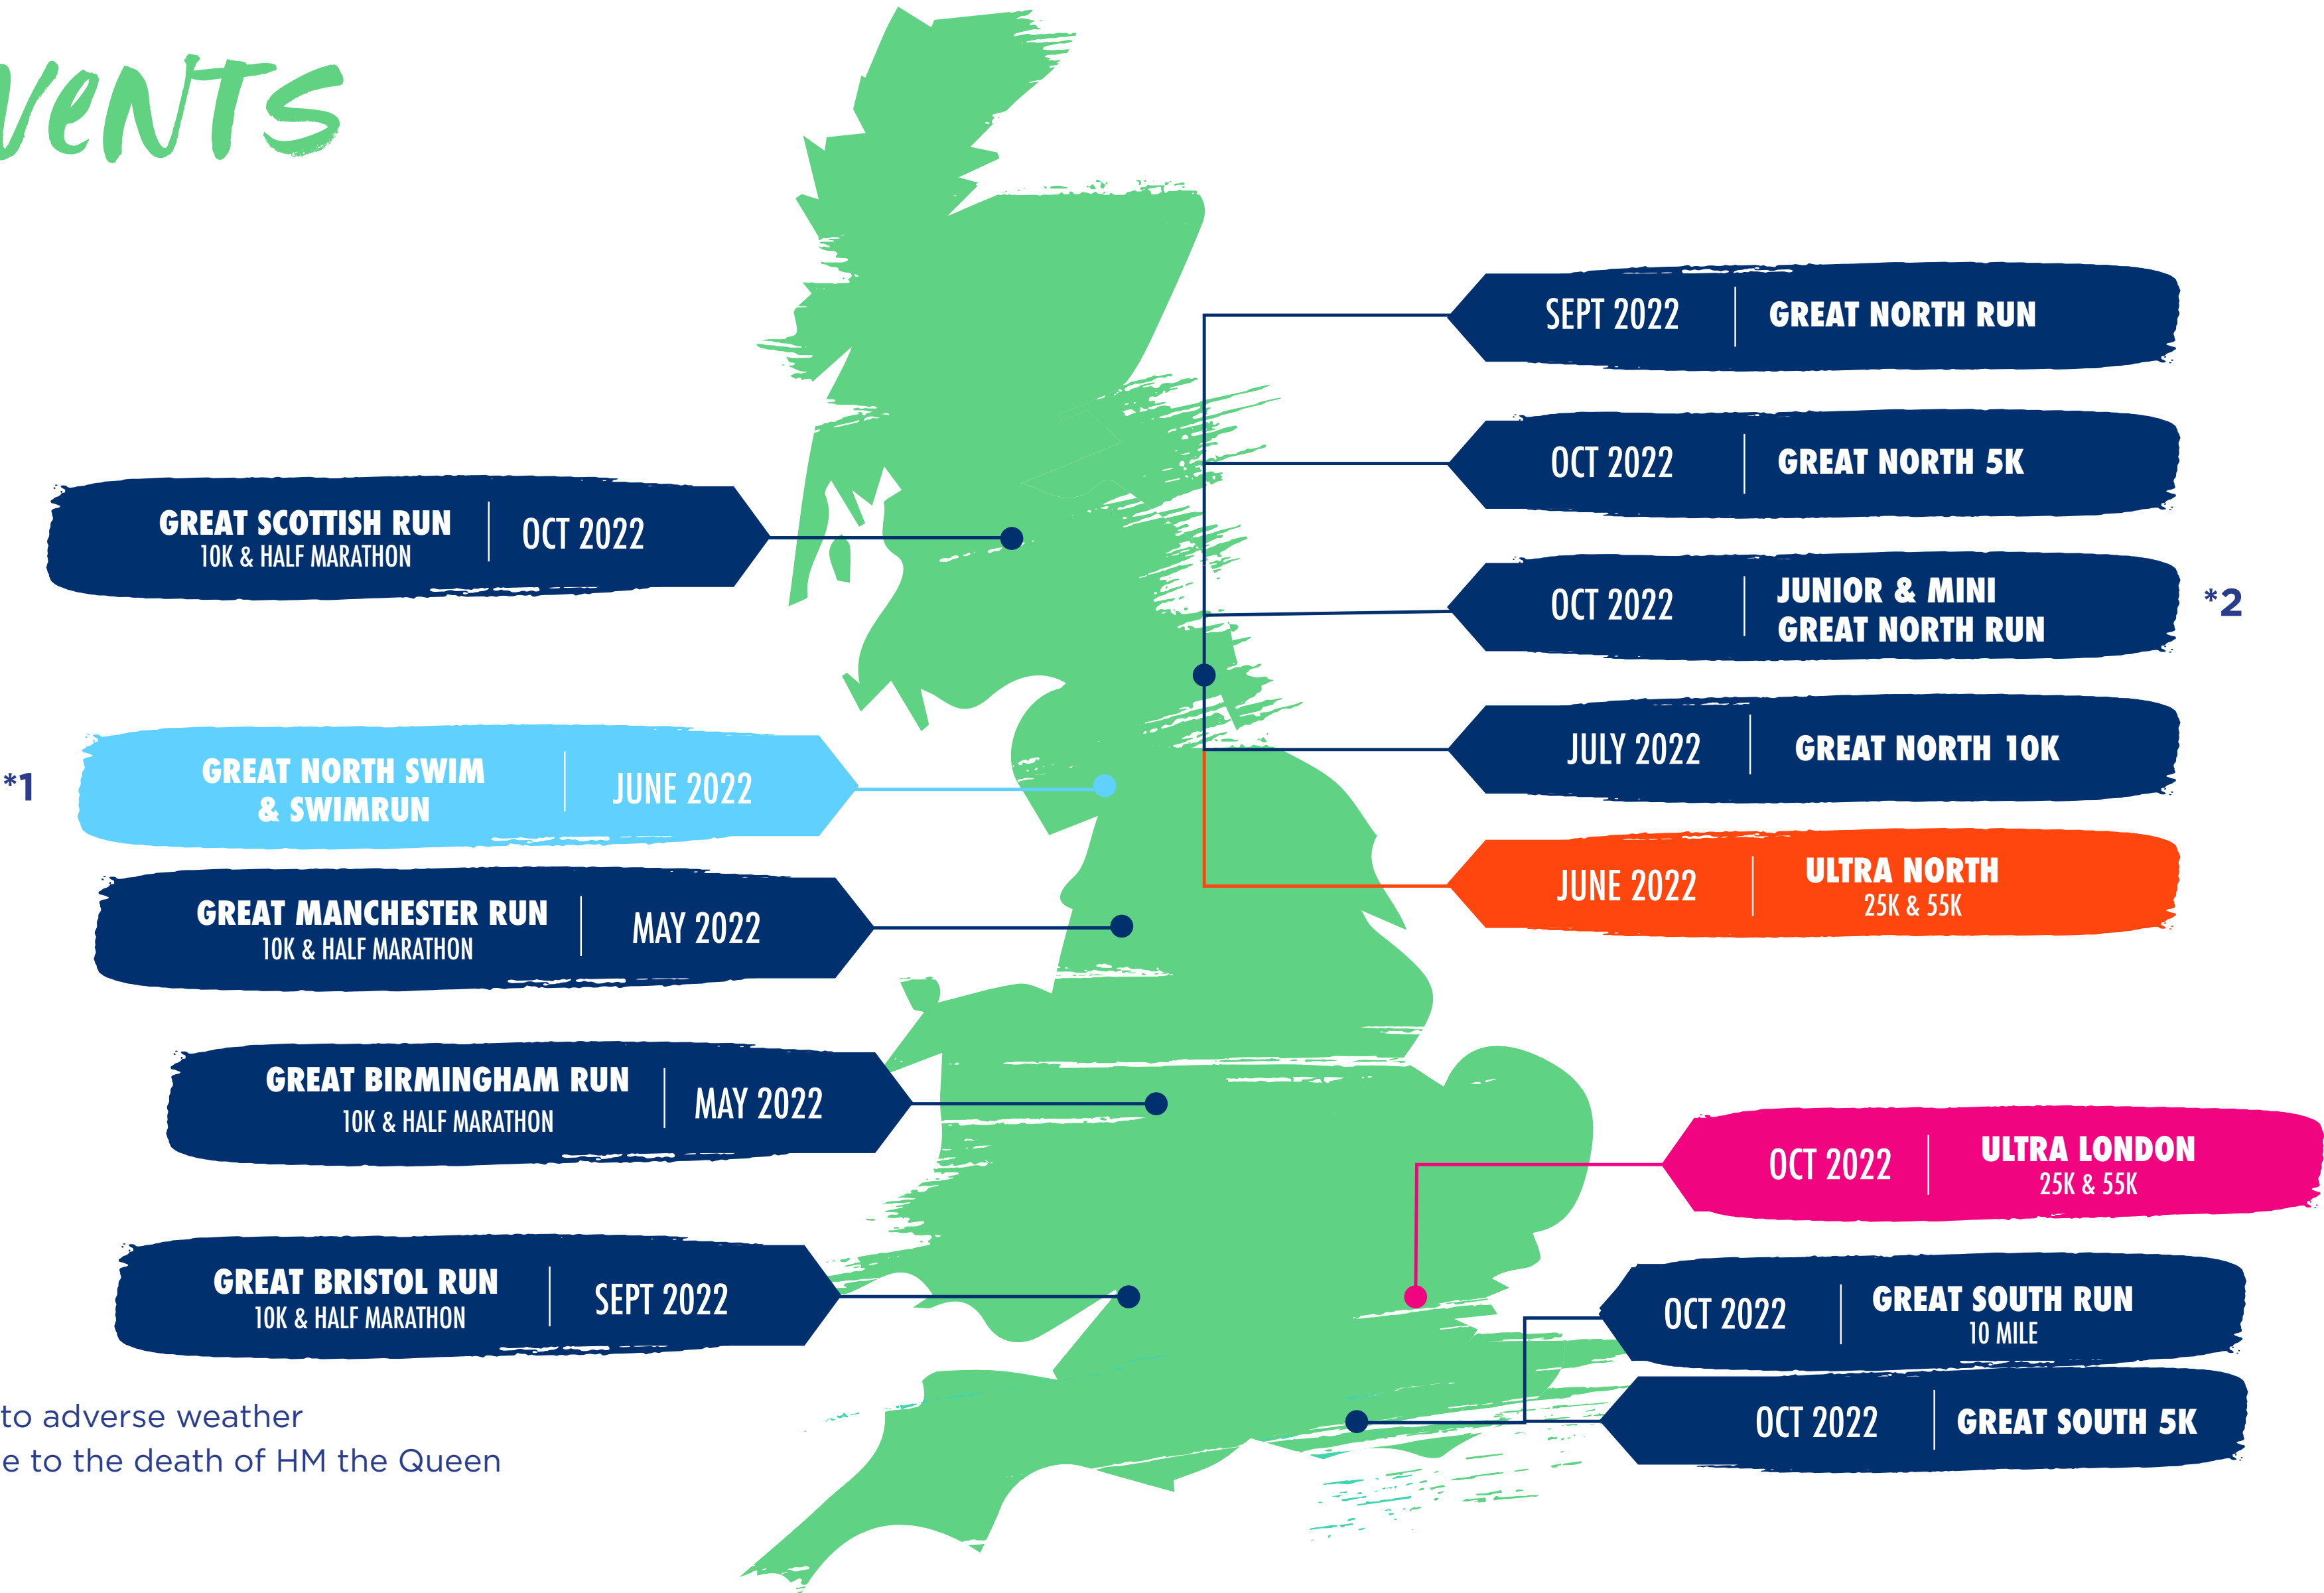 VENTS
GREAT SCOTTISH RUN
10K & HALF MARATHON
OCT 2022
*1
GREAT NORTH SWIM
& SWIMRUN
JUNE 2022
GREAT MANCHESTER RUN
10K & HALF MARATHON
MAY 2022
GREAT BIRMINGHAM RUN
10K & HALF MARATHON
MAY 2022
GREAT BRISTOL RUN
10K & HALF MARATHON
SEPT 2022
SEPT 2022
GREAT NORTH RUN
OCT 2022
GREAT NORTH 5K
OCT 2022
JUNIOR & MINI
GREAT NORTH RUN
*2
JULY 2022
GREAT NORTH 10K
JUNE 2022
ULTRA NORTH
25K & 55K
OCT 2022
ULTRA LONDON
25K & 55K
OCT 2022
GREAT SOUTH RUN
10 MILE
OCT 2022
GREAT SOUTH 5K
to adverse weather
e to the death of HM the Queen